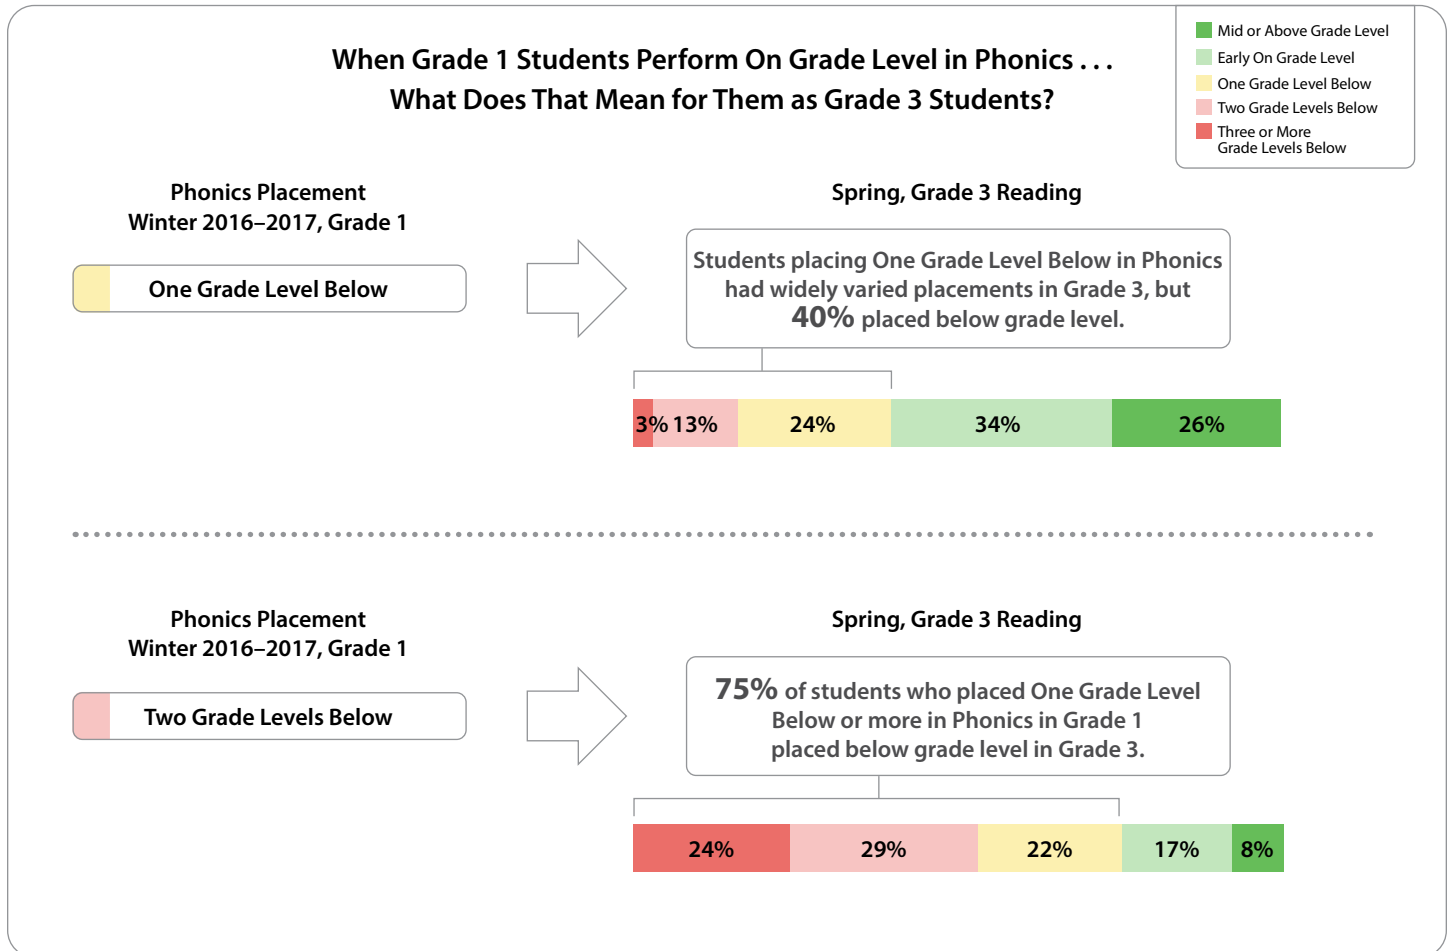 When Grade 1 Students Perform On Grade Level in Phonics . . .
What Does That Mean for Them as Grade 3 Students?
Mid or Above Grade Level
Early On Grade Level
One Grade Level Below
Two Grade Levels Below
Three or More
Grade Levels Below
Phonics Placement
Winter 2016–2017, Grade 1
One Grade Level Below
Spring, Grade 3 Reading
Students placing One Grade Level Below in Phonics
had widely varied placements in Grade 3, but
40% placed below grade level.
3% 13% 24% 34% 26%
Phonics Placement
Winter 2016–2017, Grade 1
Two Grade Levels Below
Spring, Grade 3 Reading
75% of students who placed One Grade Level
Below or more in Phonics in Grade 1
placed below grade level in Grade 3.
24% 29% 22% 17% 8%